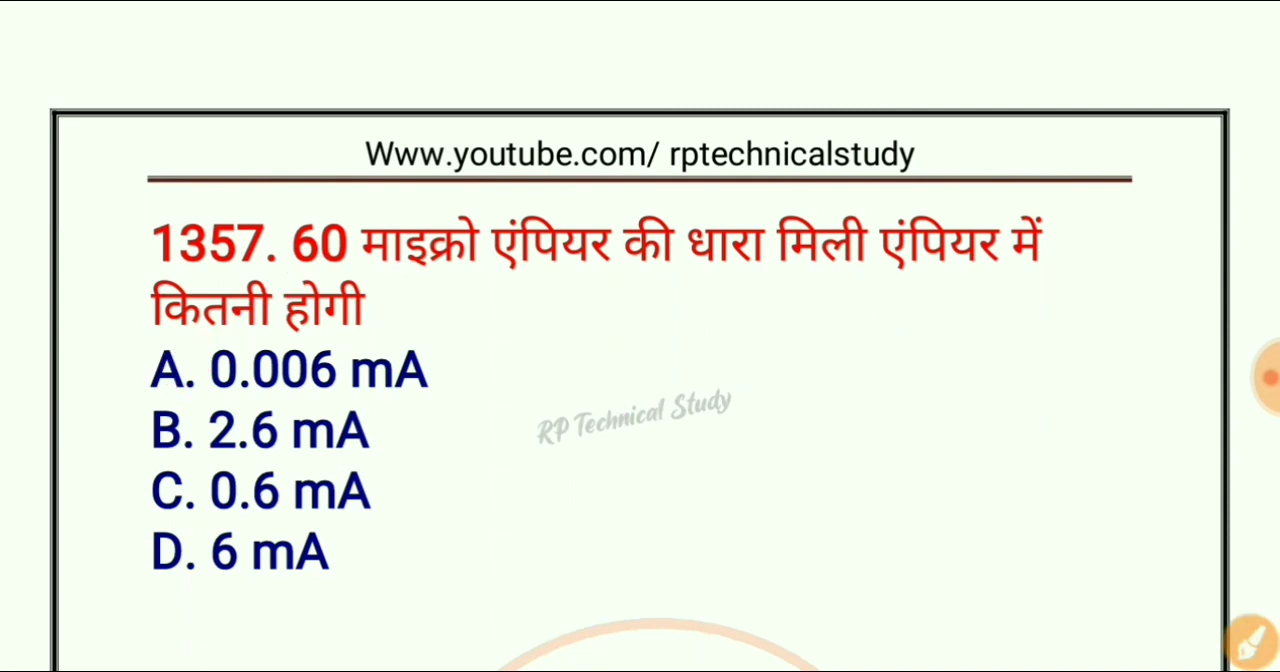 Www.youtube.com/ rptechnicalstudy
1357. 60 माइक्रो एंपियर की धारा मिली एंपियर में
कितनी होगी
A. 0.006 mA
B. 2.6 mA
RP Technical Study
C. 0.6 mA
D. 6 mA